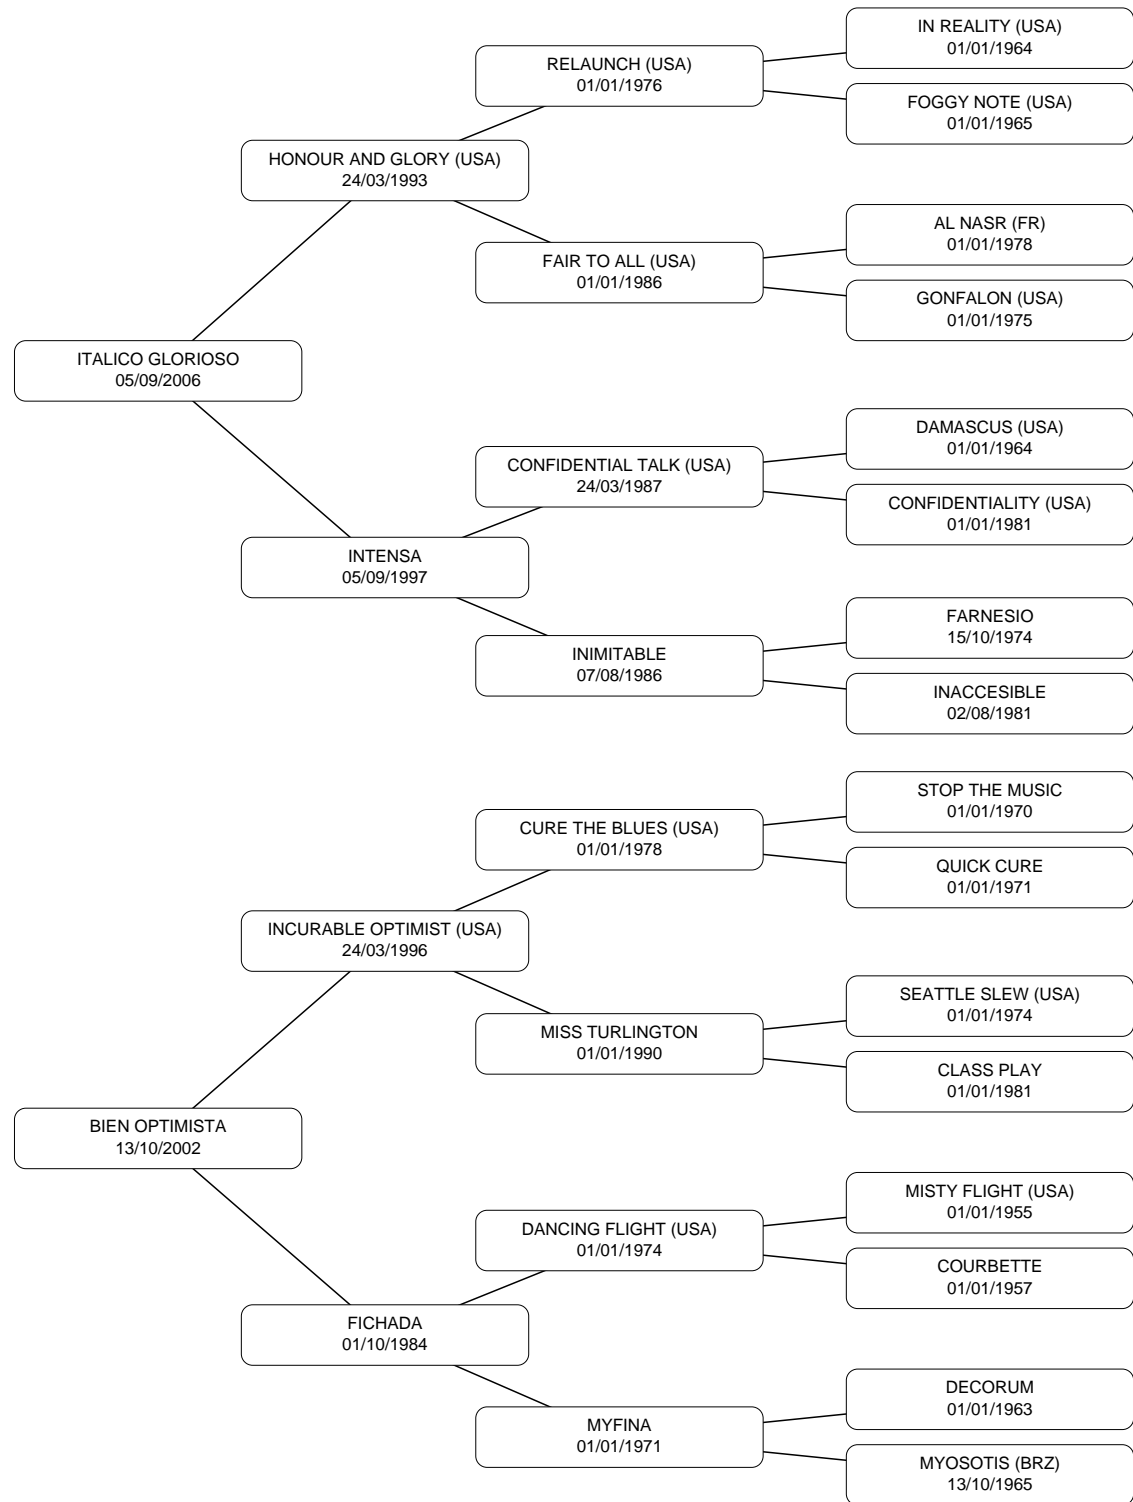 IN REALITY (USA)
01/01/1964
RELAUNCH (USA)
01/01/1976
FOGGY NOTE (USA)
01/01/1965
HONOUR AND GLORY (USA)
24/03/1993
AL NASR (FR)
01/01/1978
FAIR TO ALL (USA)
01/01/1986
GONFALON (USA)
01/01/1975
ITALICO GLORIOSO
05/09/2006
DAMASCUS (USA)
01/01/1964
CONFIDENTIAL TALK (USA)
24/03/1987
CONFIDENTIALITY (USA)
01/01/1981
INTENSA
05/09/1997
FARNESIO
15/10/1974
INIMITABLE
07/08/1986
INACCESIBLE
02/08/1981
STOP THE MUSIC
01/01/1970
CURE THE BLUES (USA)
01/01/1978
QUICK CURE
01/01/1971
INCURABLE OPTIMIST (USA)
24/03/1996
SEATTLE SLEW (USA)
01/01/1974
MISS TURLINGTON
01/01/1990
CLASS PLAY
01/01/1981
BIEN OPTIMISTA
13/10/2002
MISTY FLIGHT (USA)
01/01/1955
DANCING FLIGHT (USA)
01/01/1974
COURBETTE
01/01/1957
FICHADA
01/10/1984
DECORUM
01/01/1963
MYFINA
01/01/1971
MYOSOTIS (BRZ)
13/10/1965